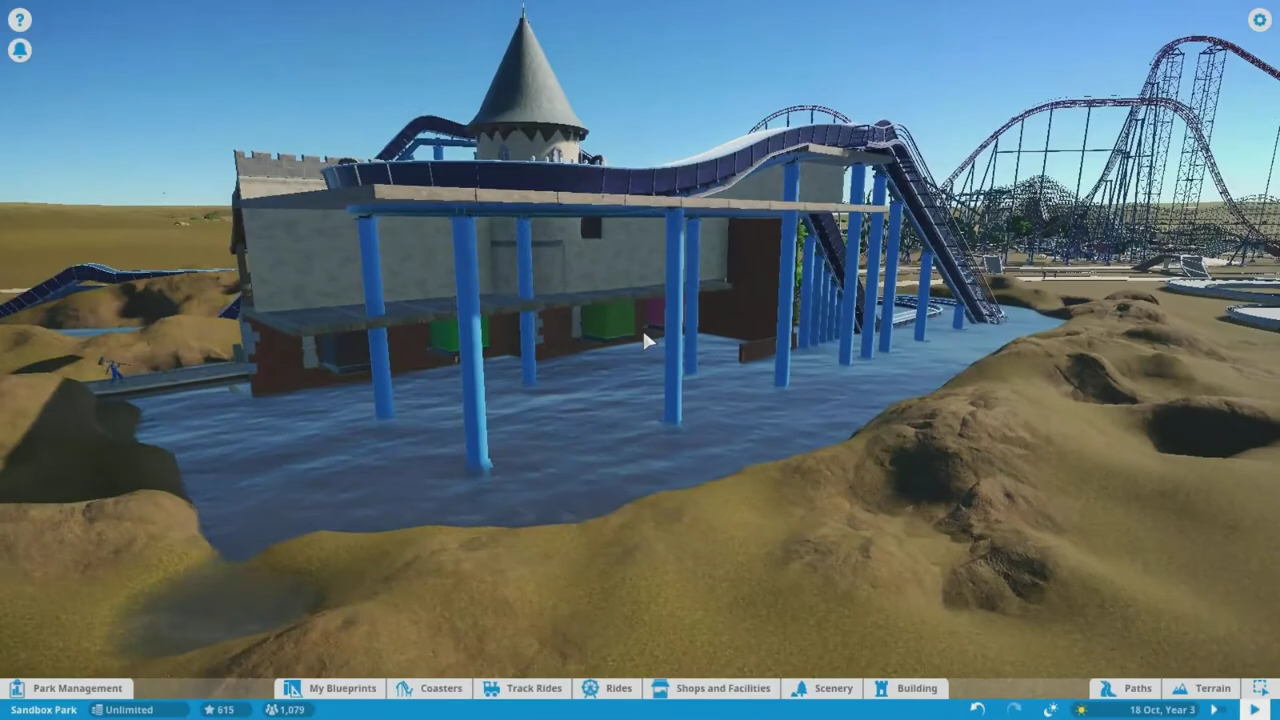 ?
Park Management
My Blueprints
Coasters
Track Rides
Rides
Shops and Facilities
Scenery
Building
Paths
Terrain
Sandbox Park
Unlimited
615
1,079
18 Oct, Year 3